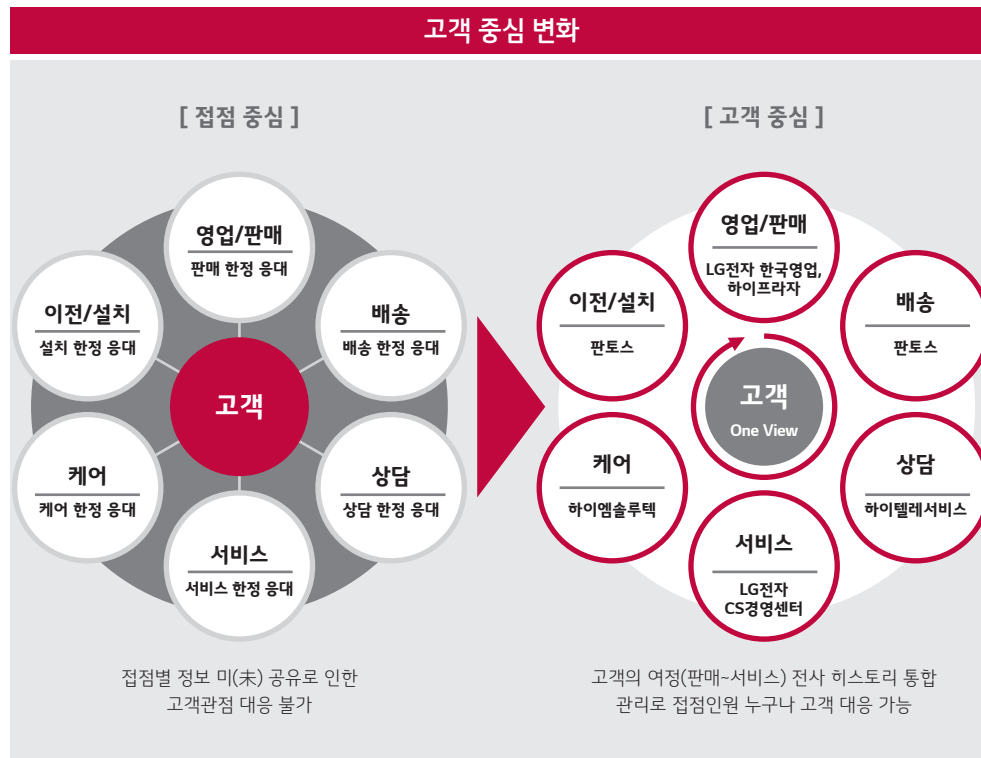 고객 중심 변화
[ 접점 중심 ]
영업/판매
판매 한정 응대
이전/설치
설치 한정 응대
배송
배송 한정 응대
고객
케어
케어 한정 응대
상담
상담 한정 응대
서비스
서비스 한정 응대
접점별 정보 미(未) 공유로 인한
고객관점 대응 불가
[ 고객 중심 ]
영업/판매
LG전자 한국영업,
하이프라자
이전/설치
판토스
배송
판토스
고객
One View
케어
하이엠솔루텍
상담
하이텔레서비스
서비스
LG전자
CS경영센터
고객의 여정(판매~서비스) 전사 히스토리 통합
관리로 접점인원 누구나 고객 대응 가능